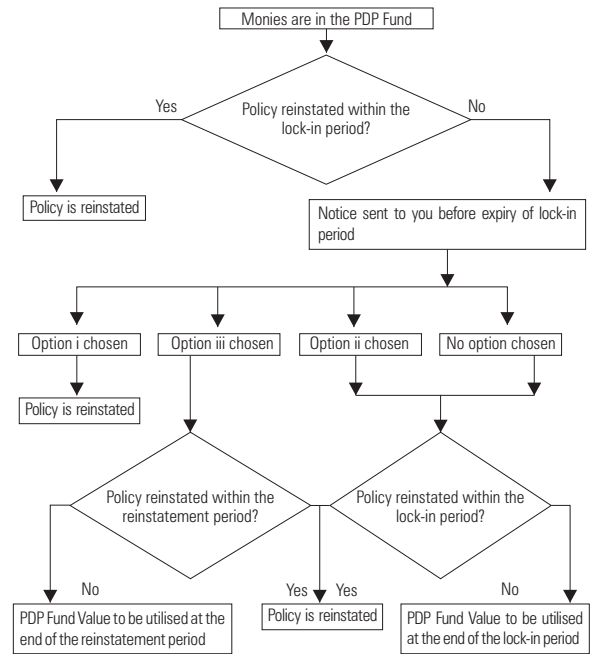 Monies are in the PDP Fund
Policy reinstated within the
lock-in period?
Yes
No
Policy is reinstated
Notice sent to you before expiry of lock-in
period
Option i chosen
Option iii chosen
Option ii chosen
No option chosen
Policy is reinstated
Policy reinstated within the
reinstatement period?
Policy reinstated within the
lock-in period?
No
Yes
Yes
No
PDP Fund Value to be utilised at the
end of the reinstatement period
Policy is reinstated
PDP Fund Value to be utilised
at the end of the lock-in period